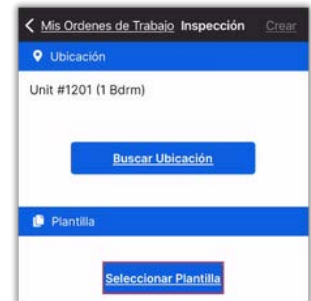 Mis Ordenes de Trabajo Inspección Crear
Ubicación
Unit #1201 (1 Bdrm)
Buscar Ubicación
Plantilla
Seleccionar Plantilla